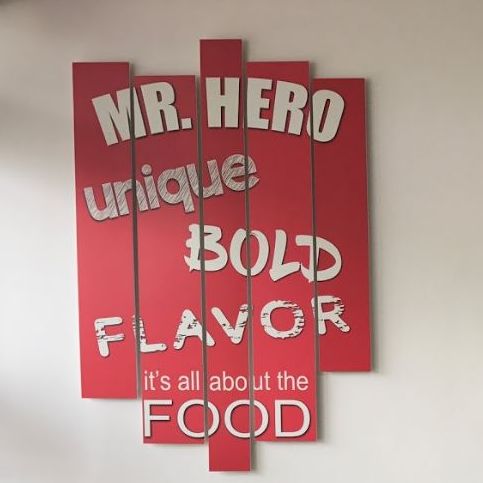 MR. HERO
unique
BOLD
FLAVOR
it's all about the
FOOD